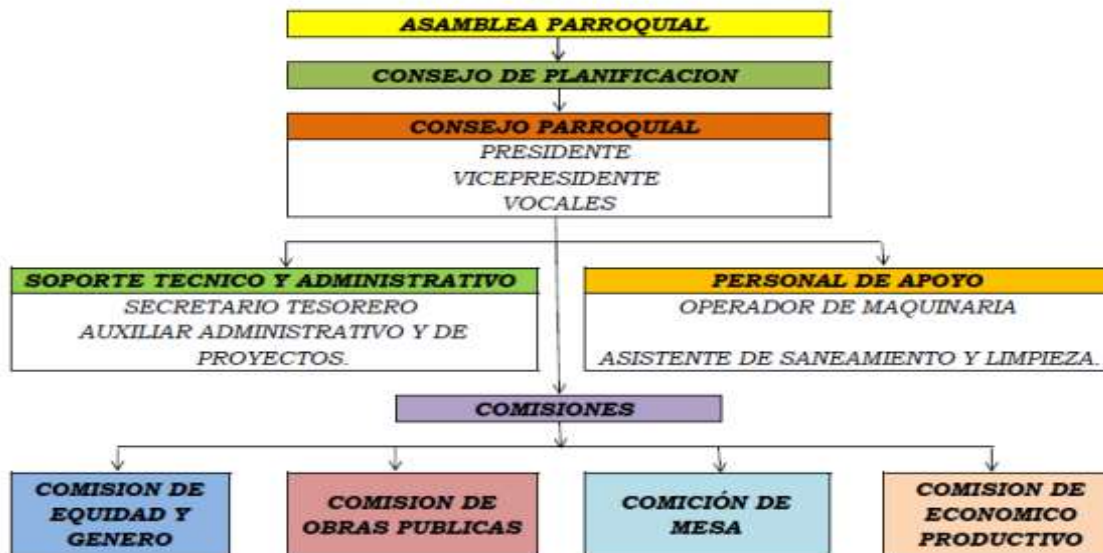 ASAMBLEA PARROQUIAL
CONSEJO DE PLANIFICACION
CONSEJO PARROQUIAL
PRESIDENTE
VICEPRESIDENTE
VOCALES
SOPORTE TECNICO Y ADMINISTRATIVO
SECRETARIO TESORERO
AUXILIAR ADMINISTRATIVO Y DE
PROYECTOS.
PERSONAL DE APOYO
OPERADOR DE MAQUINARIA
ASISTENTE DE SANEAMIENTO Y LIMPIEZA.
COMISIONES
COMISION DE
EQUIDAD Y
GENERO
COMISION DE
OBRAS PUBLICAS
COMICIÓN DE
MESA
COMISION DE
ECONOMICO
PRODUCTIVO